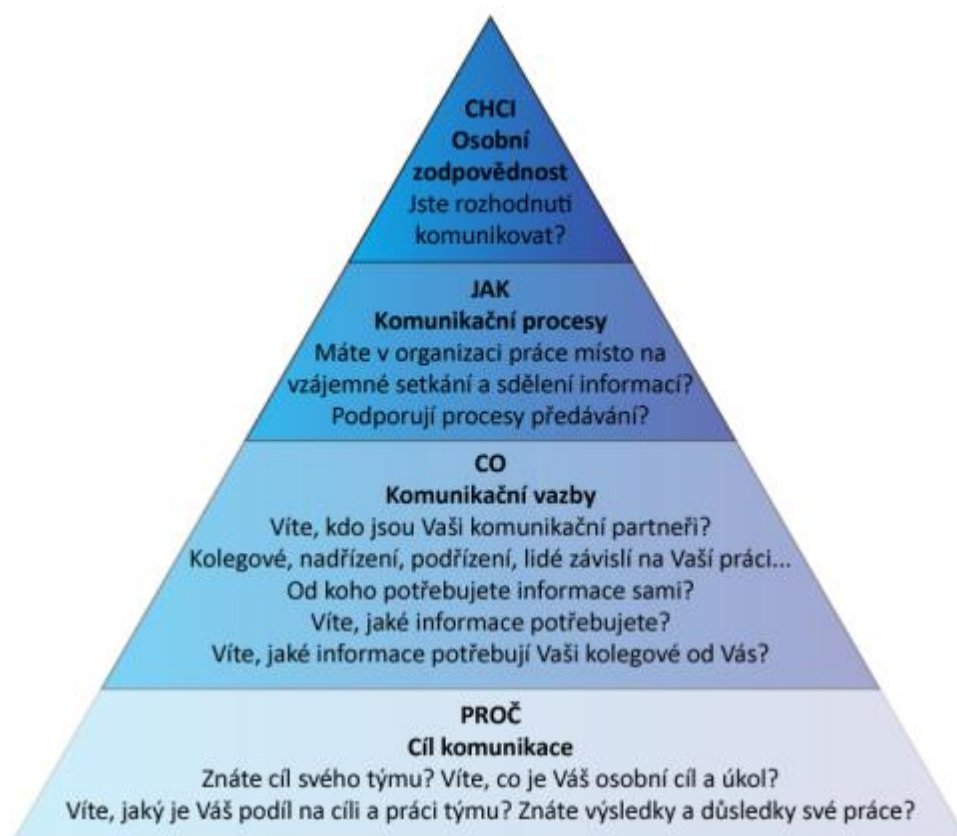 CHCI
Osobní
zodpovědnost
Jste rozhodnuti
komunikovat?
JAK
Komunikační procesy
Máte v organizaci práce místo na
vzájemné setkání a sdělení informací?
Podporují procesy předávání?
CO
Komunikační vazby
Víte, kdo jsou Vaši komunikační partneři?
Kolegové, nadřízení, podřízení, lidé závislí na Vaší práci...
Od koho potřebujete informace sami?
Víte, jaké informace potřebujete?
Víte, jaké informace potřebují Vaši kolegové od Vás?
PROČ
Cíl komunikace
Znáte cíl svého týmu? Víte, co je Váš osobní cíl a úkol?
Víte, jaký je Váš podíl na cíli a práci týmu? Znáte výsledky a důsledky své práce?